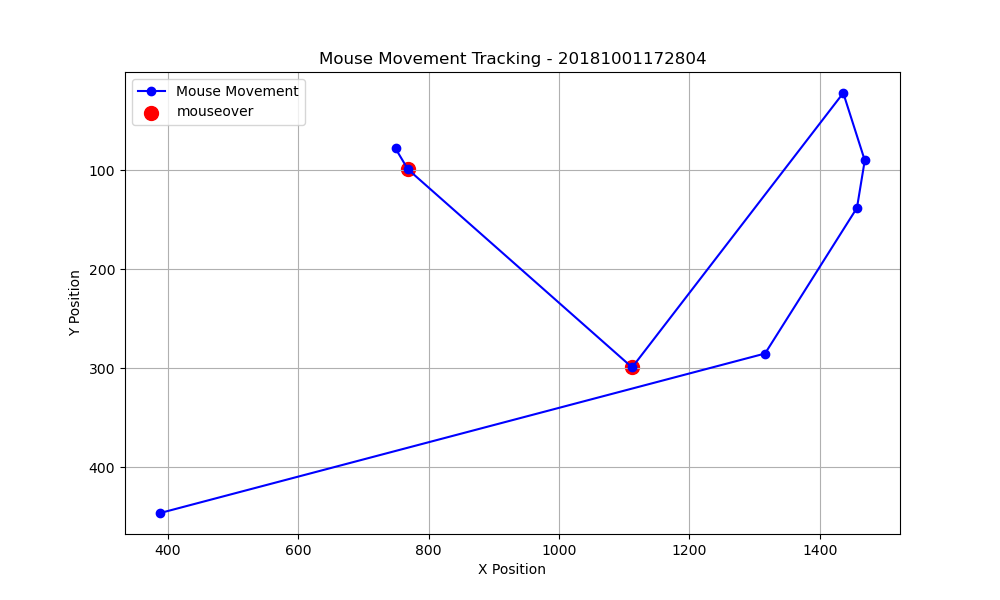 Mouse Movement Tracking - 20181001172804
Mouse Movement
mouseover
Y Position
100
200
300
400
400 600 800 1000 1200 1400
X Position